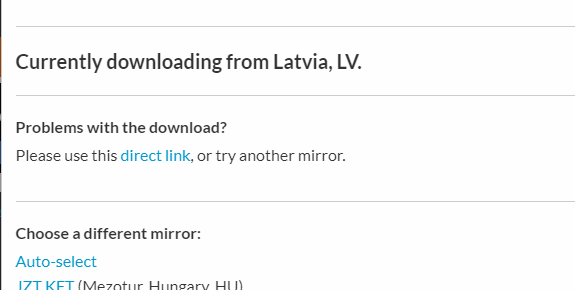 Currently downloading from Latvia, LV.
Problems with the download?
Please use this direct link, or try another mirror.
Choose a different mirror:
Auto-select
JZT KFT (Mezotur, Hungary, HU)